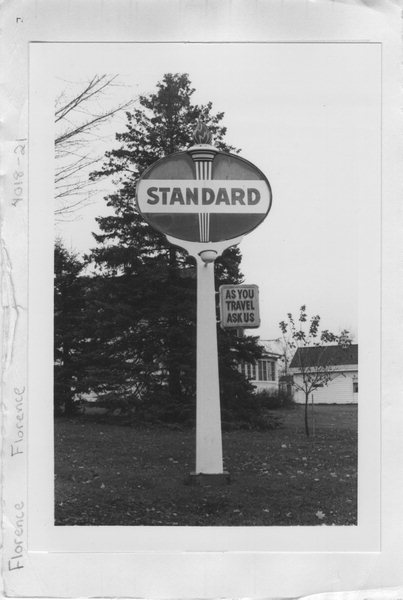 STANDARD
AS YOU
TRAVEL
ASK US
Florence Florence 4018-21